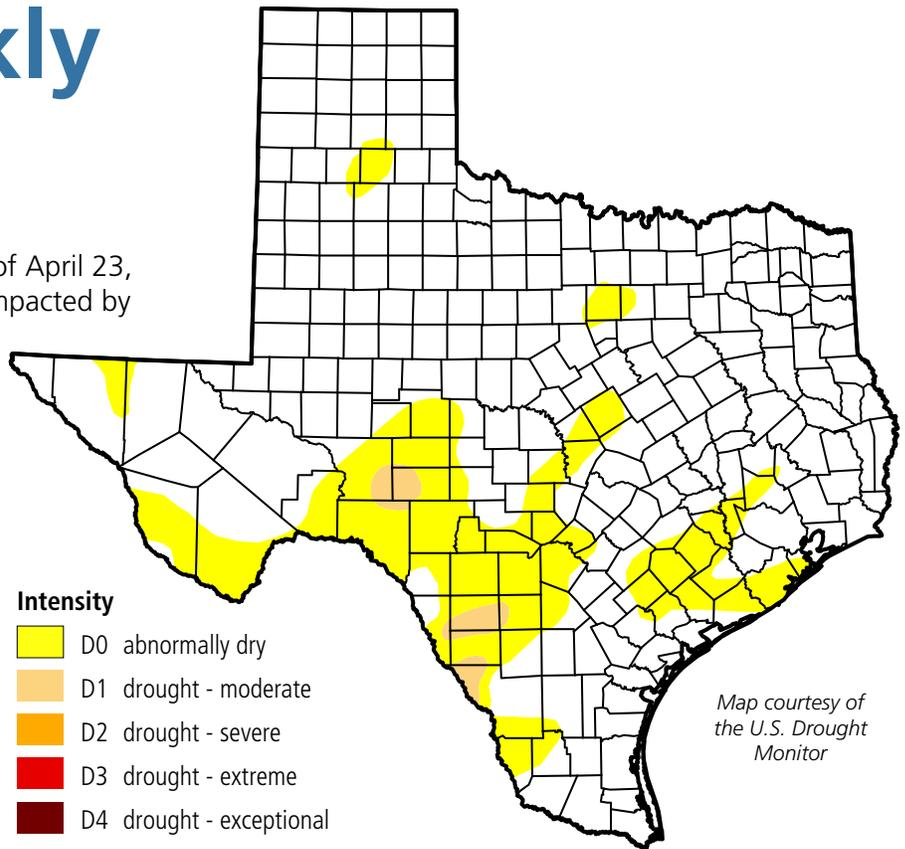 kly
of April 23,
mpacted by
Intensity
D0 abnormally dry
D1 drought - moderate
D2 drought - severe
D3 drought - extreme
D4 drought - exceptional
Map courtesy of
the U.S. Drought
Monitor